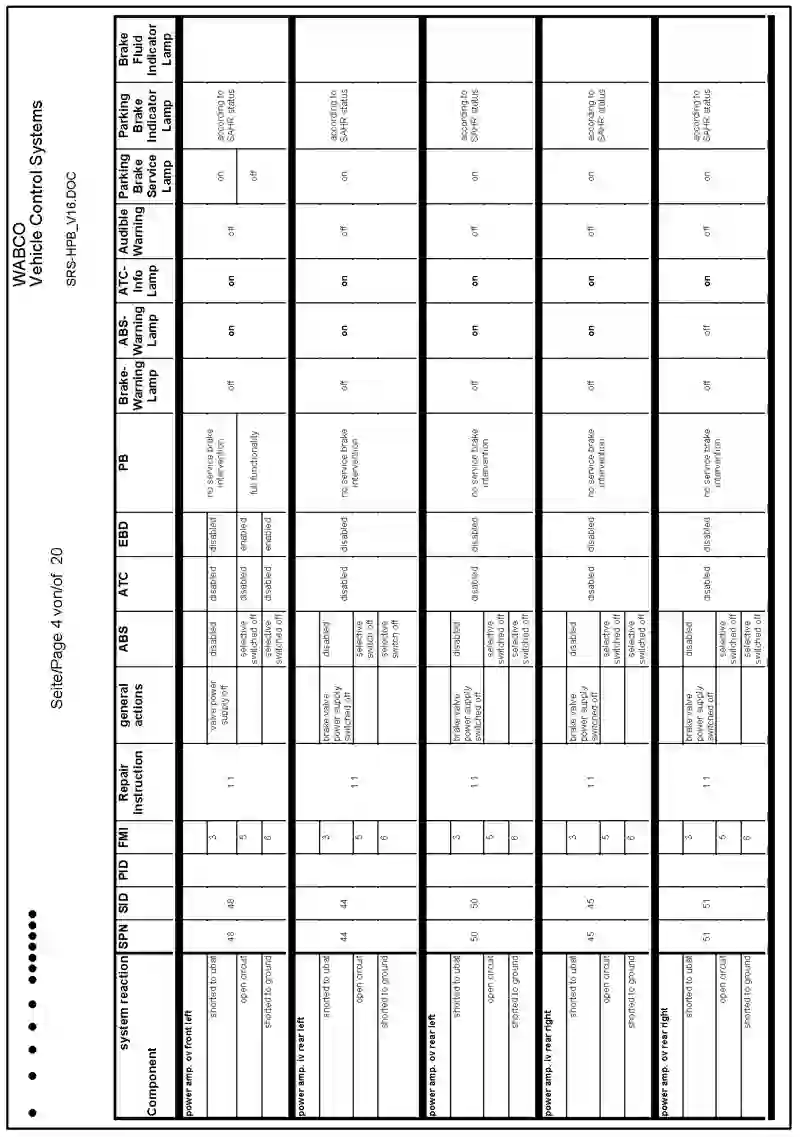 WABCO
Vehicle Control Systems
SRS-HPB_V16.DOC
Seite/Page 4 von/of 20
system reaction SPN SID PID FMI Repair instruction general actions ABS ATC EBD PB Brake-Warning Lamp ABS-Warning Lamp ATC-Info Lamp Audible Warning Parking Brake Service Lamp Parking Brake Indicator Lamp Brake Fluid Indicator Lamp
Component
power amp. ov front left
48 48 11 off on on off according to SAHR status
shorted to ubat 3 valve power supply off disabled disabled disabled no service brake intervention on
open circuit 5 selective switched off disabled enabled full functionality off
shorted to ground 6 selective switched off disabled enabled
power amp. iv rear left
44 44 11 disabled disabled no service brake intervention off on on off on according to SAHR status
shorted to ubat 3 brake valve power supply switched off disabled
open circuit 5 selective switch off
shorted to ground 6 selective switch off
power amp. ov rear left
50 50 11 disabled disabled no service brake intervention off on on off on according to SAHR status
shorted to ubat 3 brake valve power supply switched off disabled
open circuit 5 selective switched off
shorted to ground 6 selective switched off
power amp. iv rear right
45 45 11 disabled disabled no service brake intervention off on on off on according to SAHR status
shorted to ubat 3 brake valve power supply switched off disabled
open circuit 5 selective switched off
shorted to ground 6 selective switched off
power amp. ov rear right
51 51 11 disabled disabled no service brake intervention off off on off on according to SAHR status
shorted to ubat 3 brake valve power supply switched off disabled
open circuit 5 selective switched off
shorted to ground 6 selective switched off